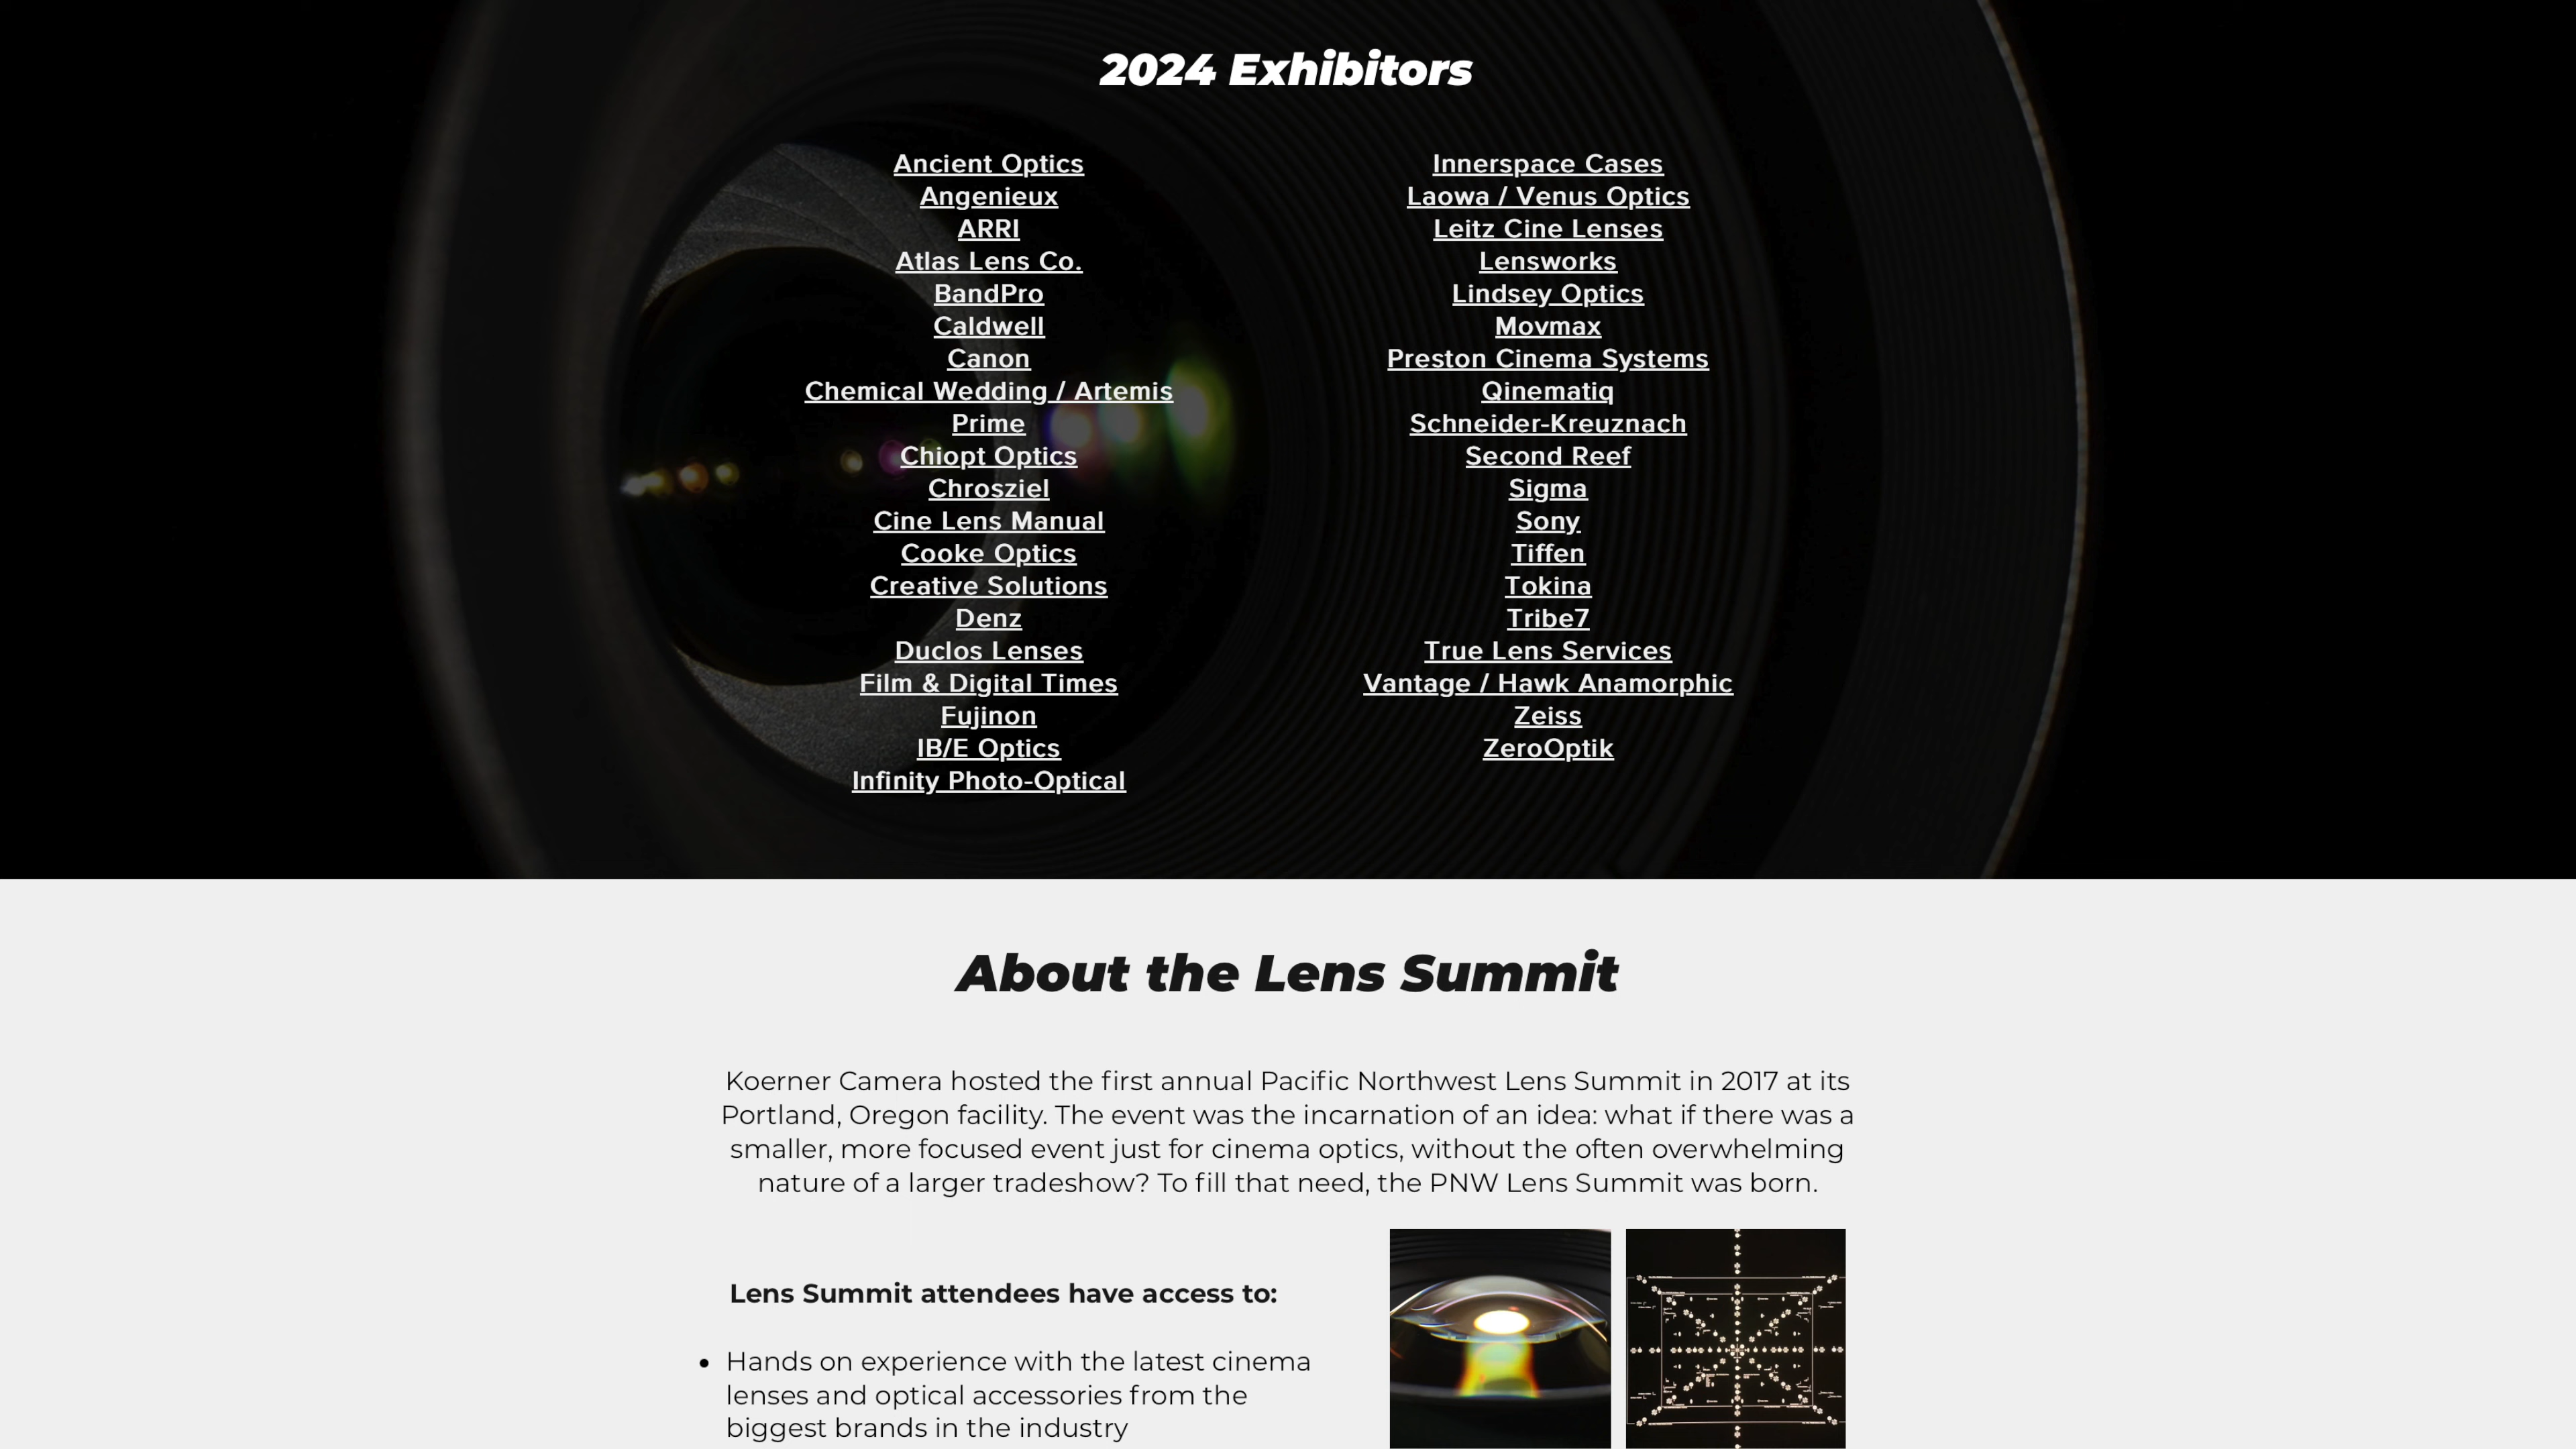 2024 Exhibitors
Ancient Optics
Angenieux
ARRI
Atlas Lens Co.
BandPro
Caldwell
Canon
Chemical Wedding / Artemis
Prime
Chiopt Optics
Chrosziel
Cine Lens Manual
Cooke Optics
Creative Solutions
Denz
Duclos Lenses
Film & Digital Times
Fujinon
IB/E Optics
Infinity Photo-Optical
Innerspace Cases
Laowa / Venus Optics
Leitz Cine Lenses
Lensworks
Lindsey Optics
Movmax
Preston Cinema Systems
Qinematiq
Schneider-Kreuznach
Second Reef
Sigma
Sony
Tiffen
Tokina
Tribe7
True Lens Services
Vantage / Hawk Anamorphic
Zeiss
ZeroOptik
About the Lens Summit
Koerner Camera hosted the first annual Pacific Northwest Lens Summit in 2017 at its
Portland, Oregon facility. The event was the incarnation of an idea: what if there was a
smaller, more focused event just for cinema optics, without the often overwhelming
nature of a larger tradeshow? To fill that need, the PNW Lens Summit was born.
Lens Summit attendees have access to:
• Hands on experience with the latest cinema
lenses and optical accessories from the
biggest brands in the industry